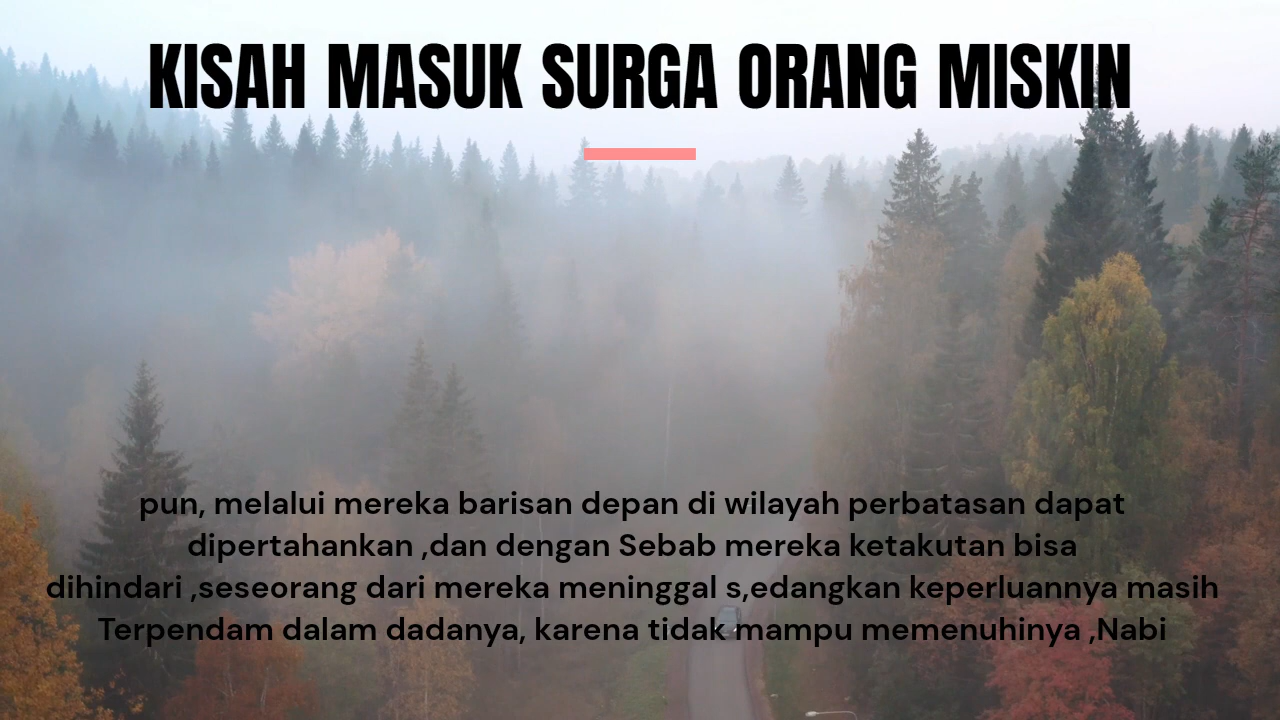 KISAH MASUK SURGA ORANG MISKIN
pun, melalui mereka barisan depan di wilayah perbatasan dapat
dipertahankan ,dan dengan Sebab mereka ketakutan bisa
dihindari ,seseorang dari mereka meninggal s,edangkan keperluannya masih
Terpendam dalam dadanya, karena tidak mampu memenuhinya ,Nabi